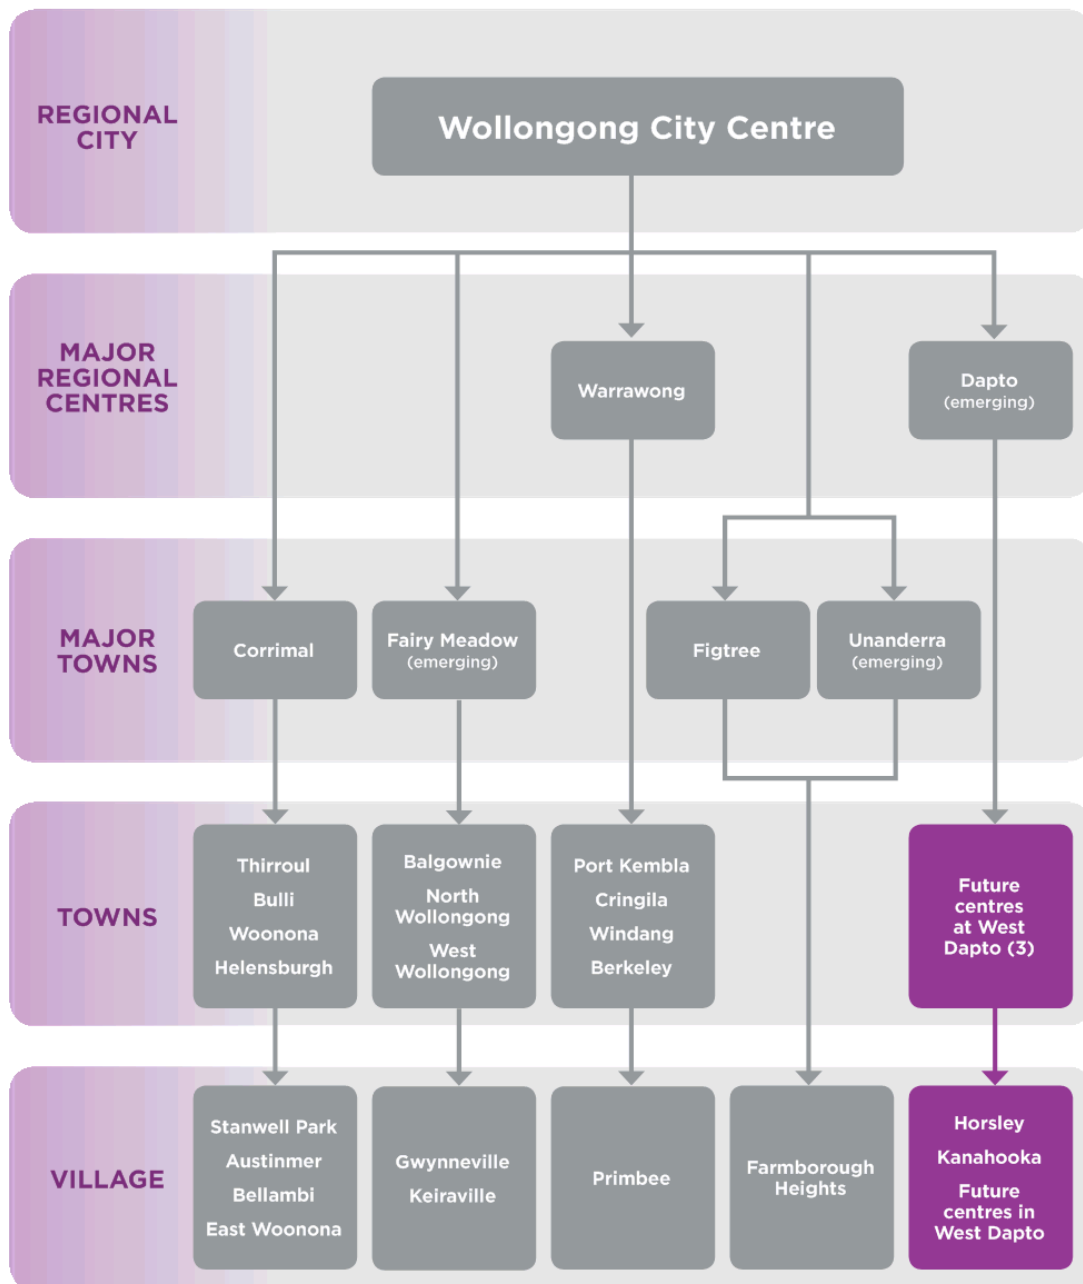 REGIONAL
CITY
Wollongong City Centre
MAJOR
REGIONAL
CENTRES
Warrawong
Dapto
(emerging)
MAJOR
TOWNS
Corrimal
Fairy Meadow
(emerging)
Figtree
Unanderra
(emerging)
TOWNS
Thirroul
Bulli
Woonona
Helensburgh
Balgownie
North
Wollongong
West
Wollongong
Port Kembla
Cringila
Windang
Berkeley
Future
centres
at West
Dapto (3)
VILLAGE
Stanwell Park
Austinmer
Bellambi
East Woonona
Gwynneville
Keiraville
Primbee
Farmborough
Heights
Horsley
Kanahooka
Future
centres in
West Dapto